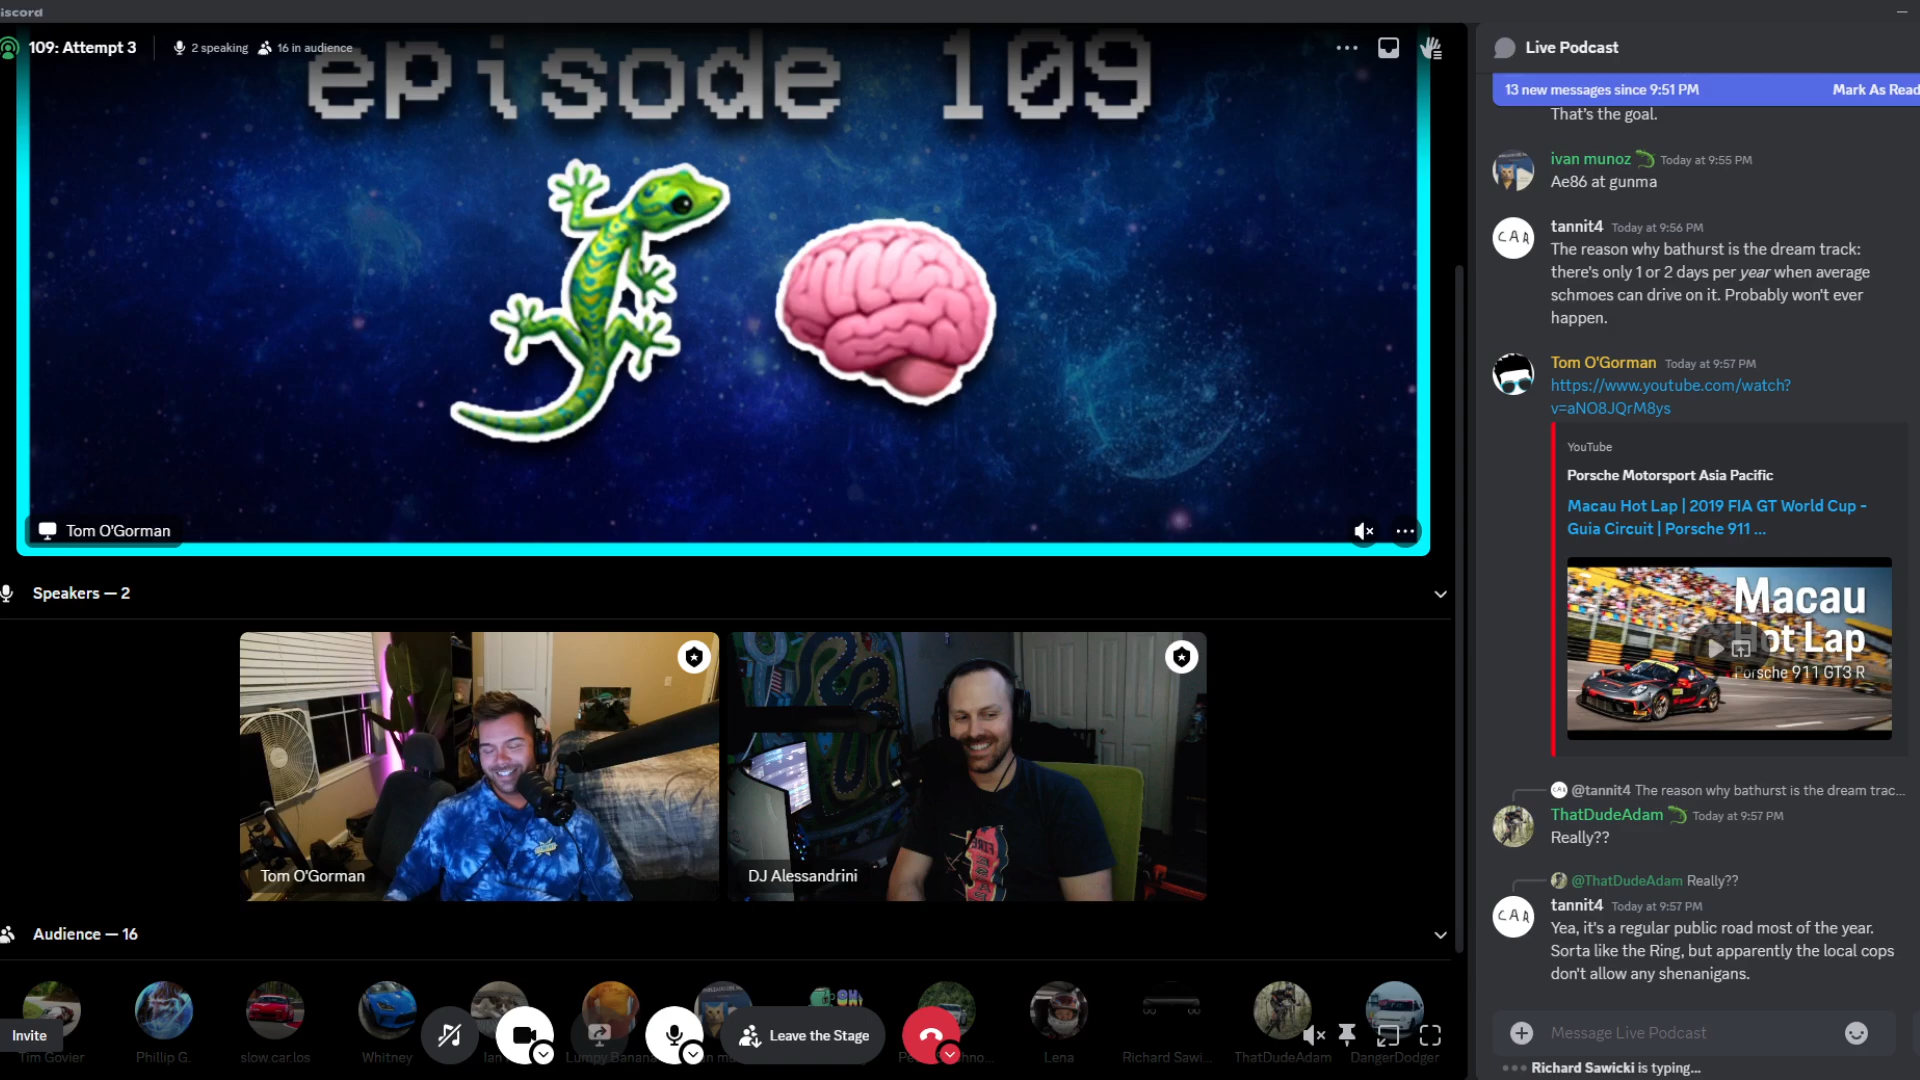 iscord
109: Attempt 3
2 speaking
16 in audience
episode 109
Tom O'Gorman
Speakers — 2
Tom O'Gorman
DJ Alessandrini
Audience — 16
Invite
Leave the Stage
Tim Govier
Phillip G.
slow.car.los
Whitney
Ian
Lumpy.Banana
Lena
Richard Sawi...
ThatDudeAdam
DangerDodger
Live Podcast
13 new messages since 9:51 PM
Mark As Read
That's the goal.
ivan munoz Today at 9:55 PM
Ae86 at gunma
CAR
tannit4 Today at 9:56 PM
The reason why bathurst is the dream track:
there's only 1 or 2 days per year when average
schmoes can drive on it. Probably won't ever
happen.
Tom O'Gorman Today at 9:57 PM
https://www.youtube.com/watch?
v=aNO8JQrM8ys
YouTube
Porsche Motorsport Asia Pacific
Macau Hot Lap | 2019 FIA GT World Cup -
Guia Circuit | Porsche 911 ...
Macau
Hot Lap
Porsche 911 GT3 R
@tannit4 The reason why bathurst is the dream trac...
ThatDudeAdam Today at 9:57 PM
Really??
@ThatDudeAdam Really??
CAR
tannit4 Today at 9:57 PM
Yea, it's a regular public road most of the year.
Sorta like the Ring, but apparently the local cops
don't allow any shenanigans.
Message Live Podcast
Richard Sawicki is typing...